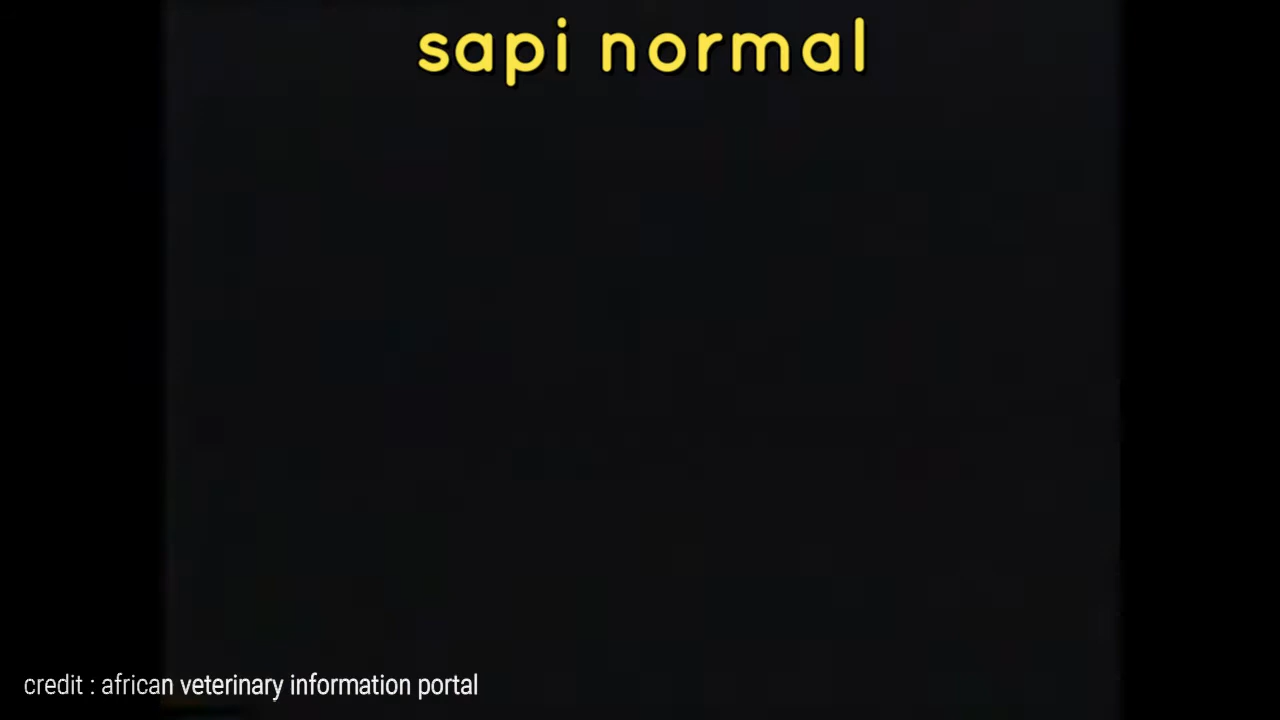 sapi normal
credit : african veterinary information portal